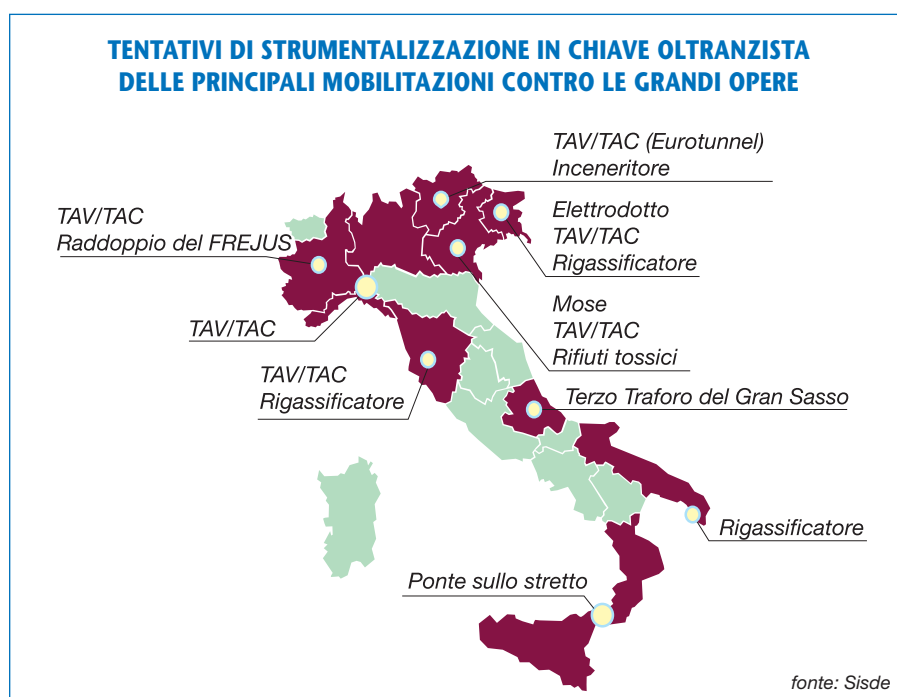 TENTATIVI DI STRUMENTALIZZAZIONE IN CHIAVE OLTRANZISTA
DELLE PRINCIPALI MOBILITAZIONI CONTRO LE GRANDI OPERE
TAV/TAC (Eurotunnel)
Inceneritore
TAV/TAC
Raddoppio del FREJUS
Elettrodotto
TAV/TAC
Rigassificatore
TAV/TAC
Mose
TAV/TAC
Rifiuti tossici
TAV/TAC
Rigassificatore
Terzo Traforo del Gran Sasso
Rigassificatore
Ponte sullo stretto
fonte: Sisde